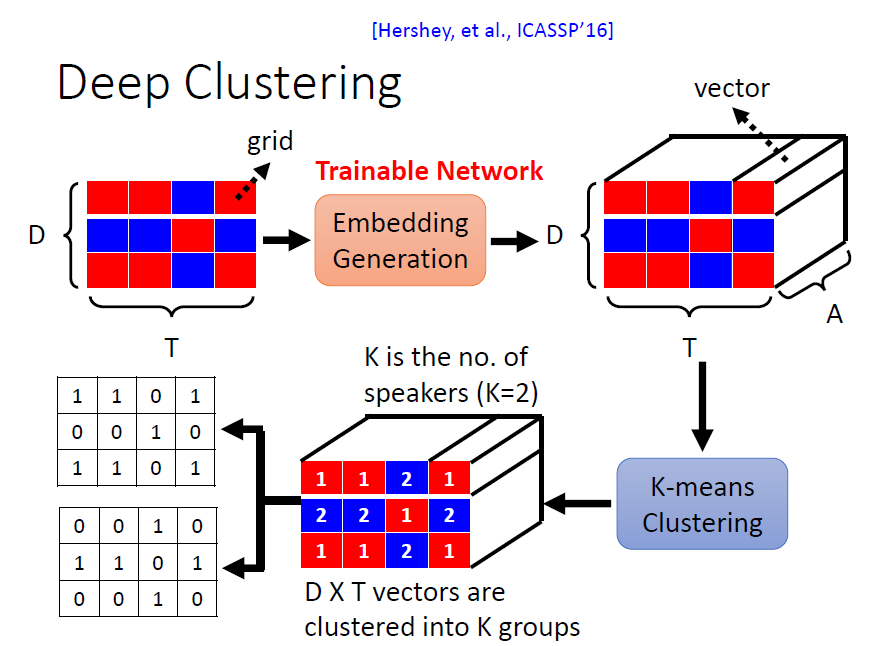 [Hershey, et al., ICASSP’16]
Deep Clustering
vector
grid
Trainable Network
D
Embedding
Generation
D
A
T
T
K is the no. of
speakers (K=2)
1 1 0 1
0 0 1 0
1 1 0 1
1 1 2 1
2 2 1 2
1 1 2 1
K-means
Clustering
0 0 1 0
1 1 0 1
0 0 1 0
D X T vectors are
clustered into K groups